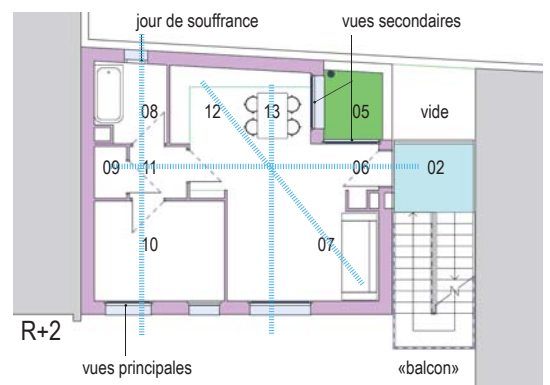 jour de souffrance
vues secondaires
08
12
13
05
vide
09
11
06
02
10
07
N
R+2
vues principales
«balcon»